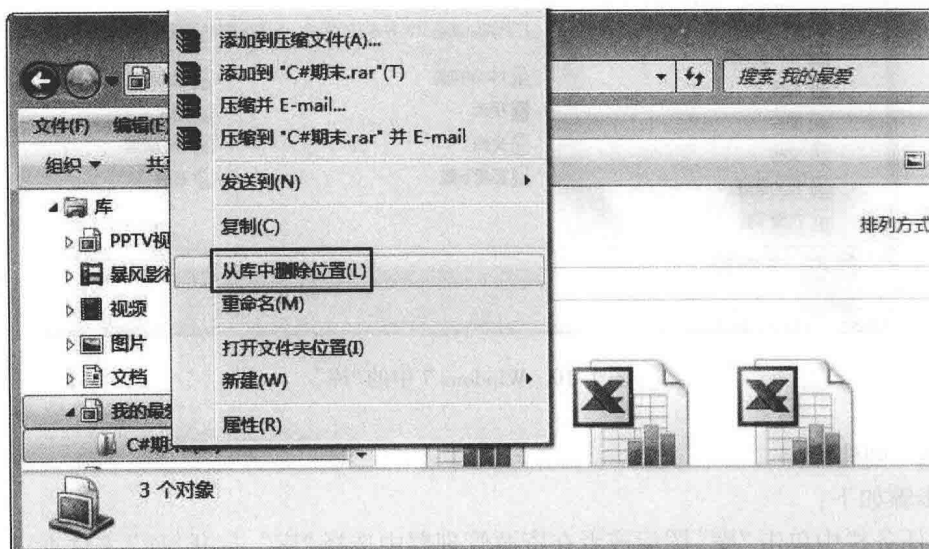 添加到压缩文件(A)...
添加到 "C#期末.rar"(T)
压缩并 E-mail...
压缩到 "C#期末.rar" 并 E-mail
发送到(N)
复制(C)
从库中删除位置(L)
重命名(M)
打开文件夹位置(I)
新建(W)
属性(R)
搜索 我的最爱
文件(F) 编辑(E
组织
排列方式
库
PPTV视
暴风影
视频
图片
文档
我的最
C#期
3 个对象
步骤如下: